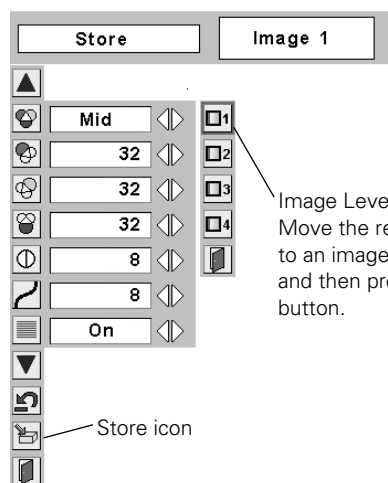 Store
Image 1
Mid
1
32
2
32
3
32
4
8
8
On
Image Leve
Move the re
to an image
and then pre
button.
Store icon